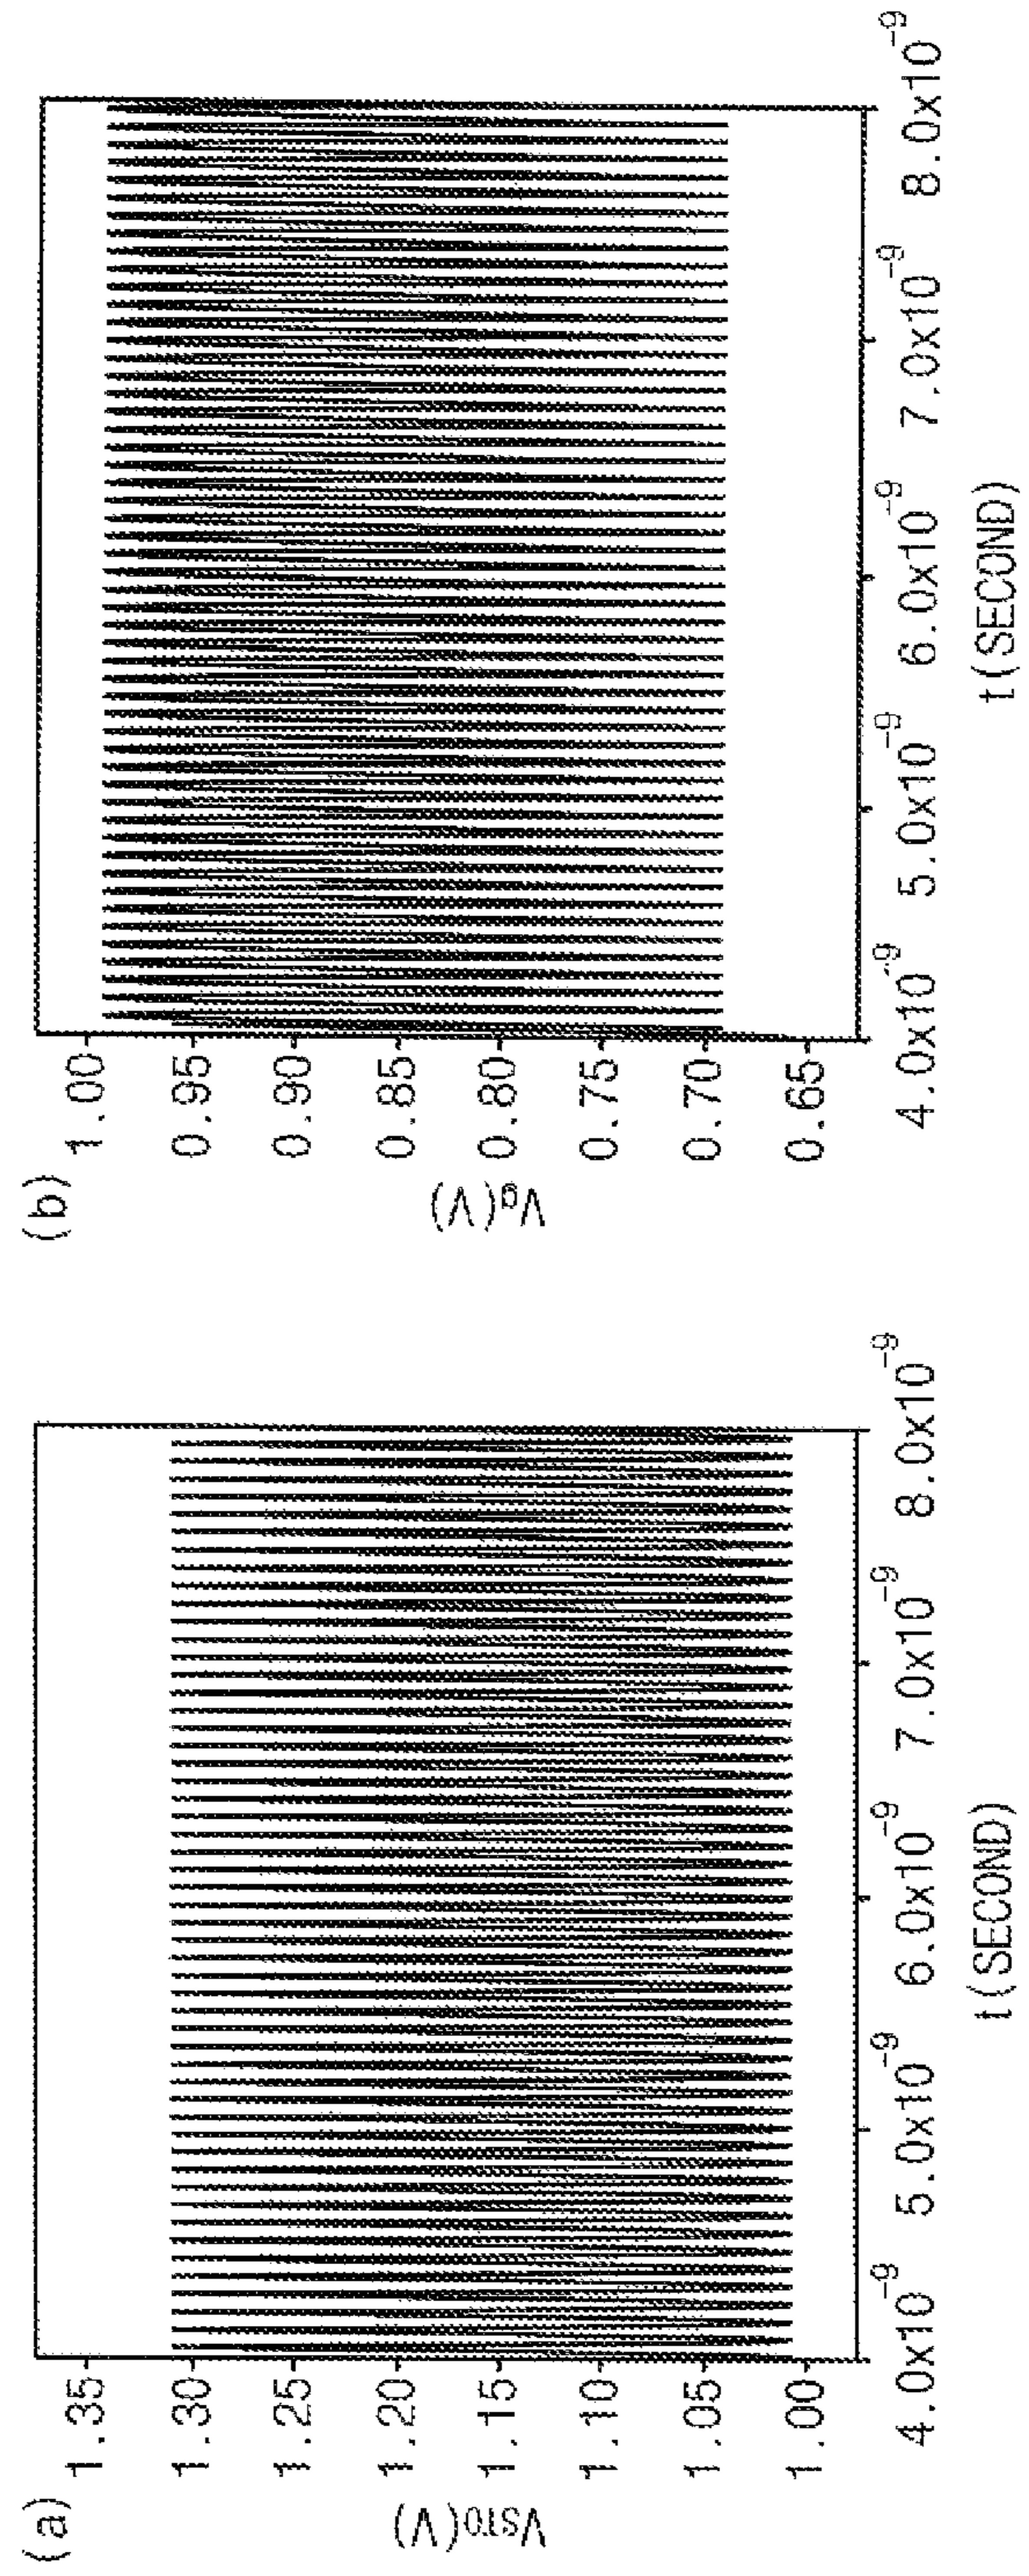 (a)
VSTO(V)
1.35
1.30
1.25
1.20
1.15
1.10
1.05
1.00
4.0x10⁻⁹ 5.0x10⁻⁹ 6.0x10⁻⁹ 7.0x10⁻⁹ 8.0x10⁻⁹
t(SECOND)
(b)
Vg(V)
1.00
0.95
0.90
0.85
0.80
0.75
0.70
0.65
4.0x10⁻⁹ 5.0x10⁻⁹ 6.0x10⁻⁹ 7.0x10⁻⁹ 8.0x10⁻⁹
t(SECOND)